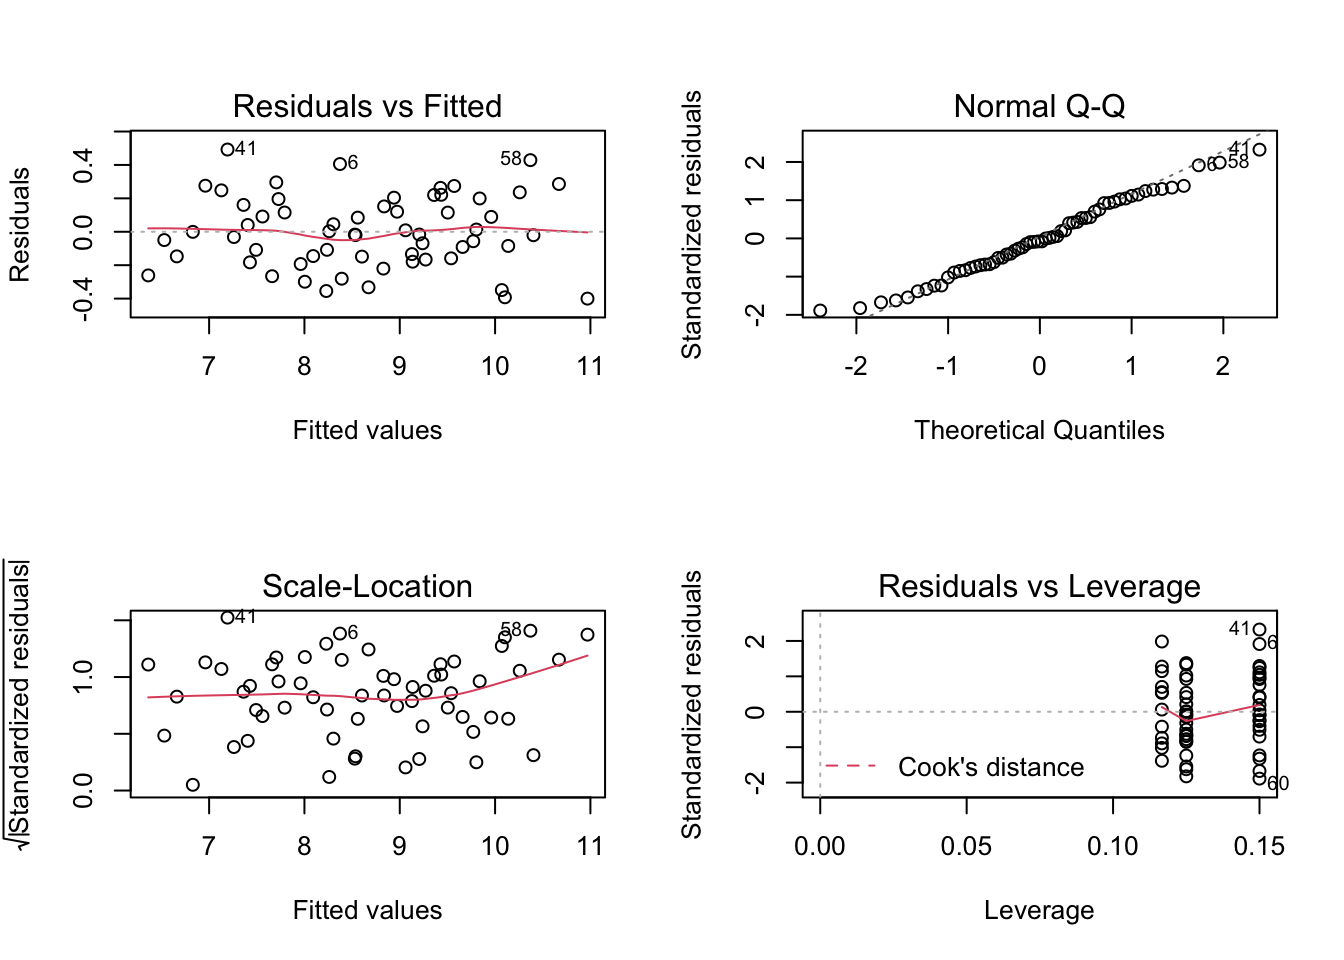 Residuals vs Fitted
Residuals
0.4
0.0
-0.4
41
6
58
7 8 9 10 11
Fitted values
Normal Q-Q
Standardized residuals
2
1
0
-2
41
6
58
-2 -1 0 1 2
Theoretical Quantiles
Scale-Location
√|Standardized residuals|
1.0
0.0
41
6
58
7 8 9 10 11
Fitted values
Residuals vs Leverage
Standardized residuals
2
0
-2
41
6
60
Cook's distance
0.00 0.05 0.10 0.15
Leverage